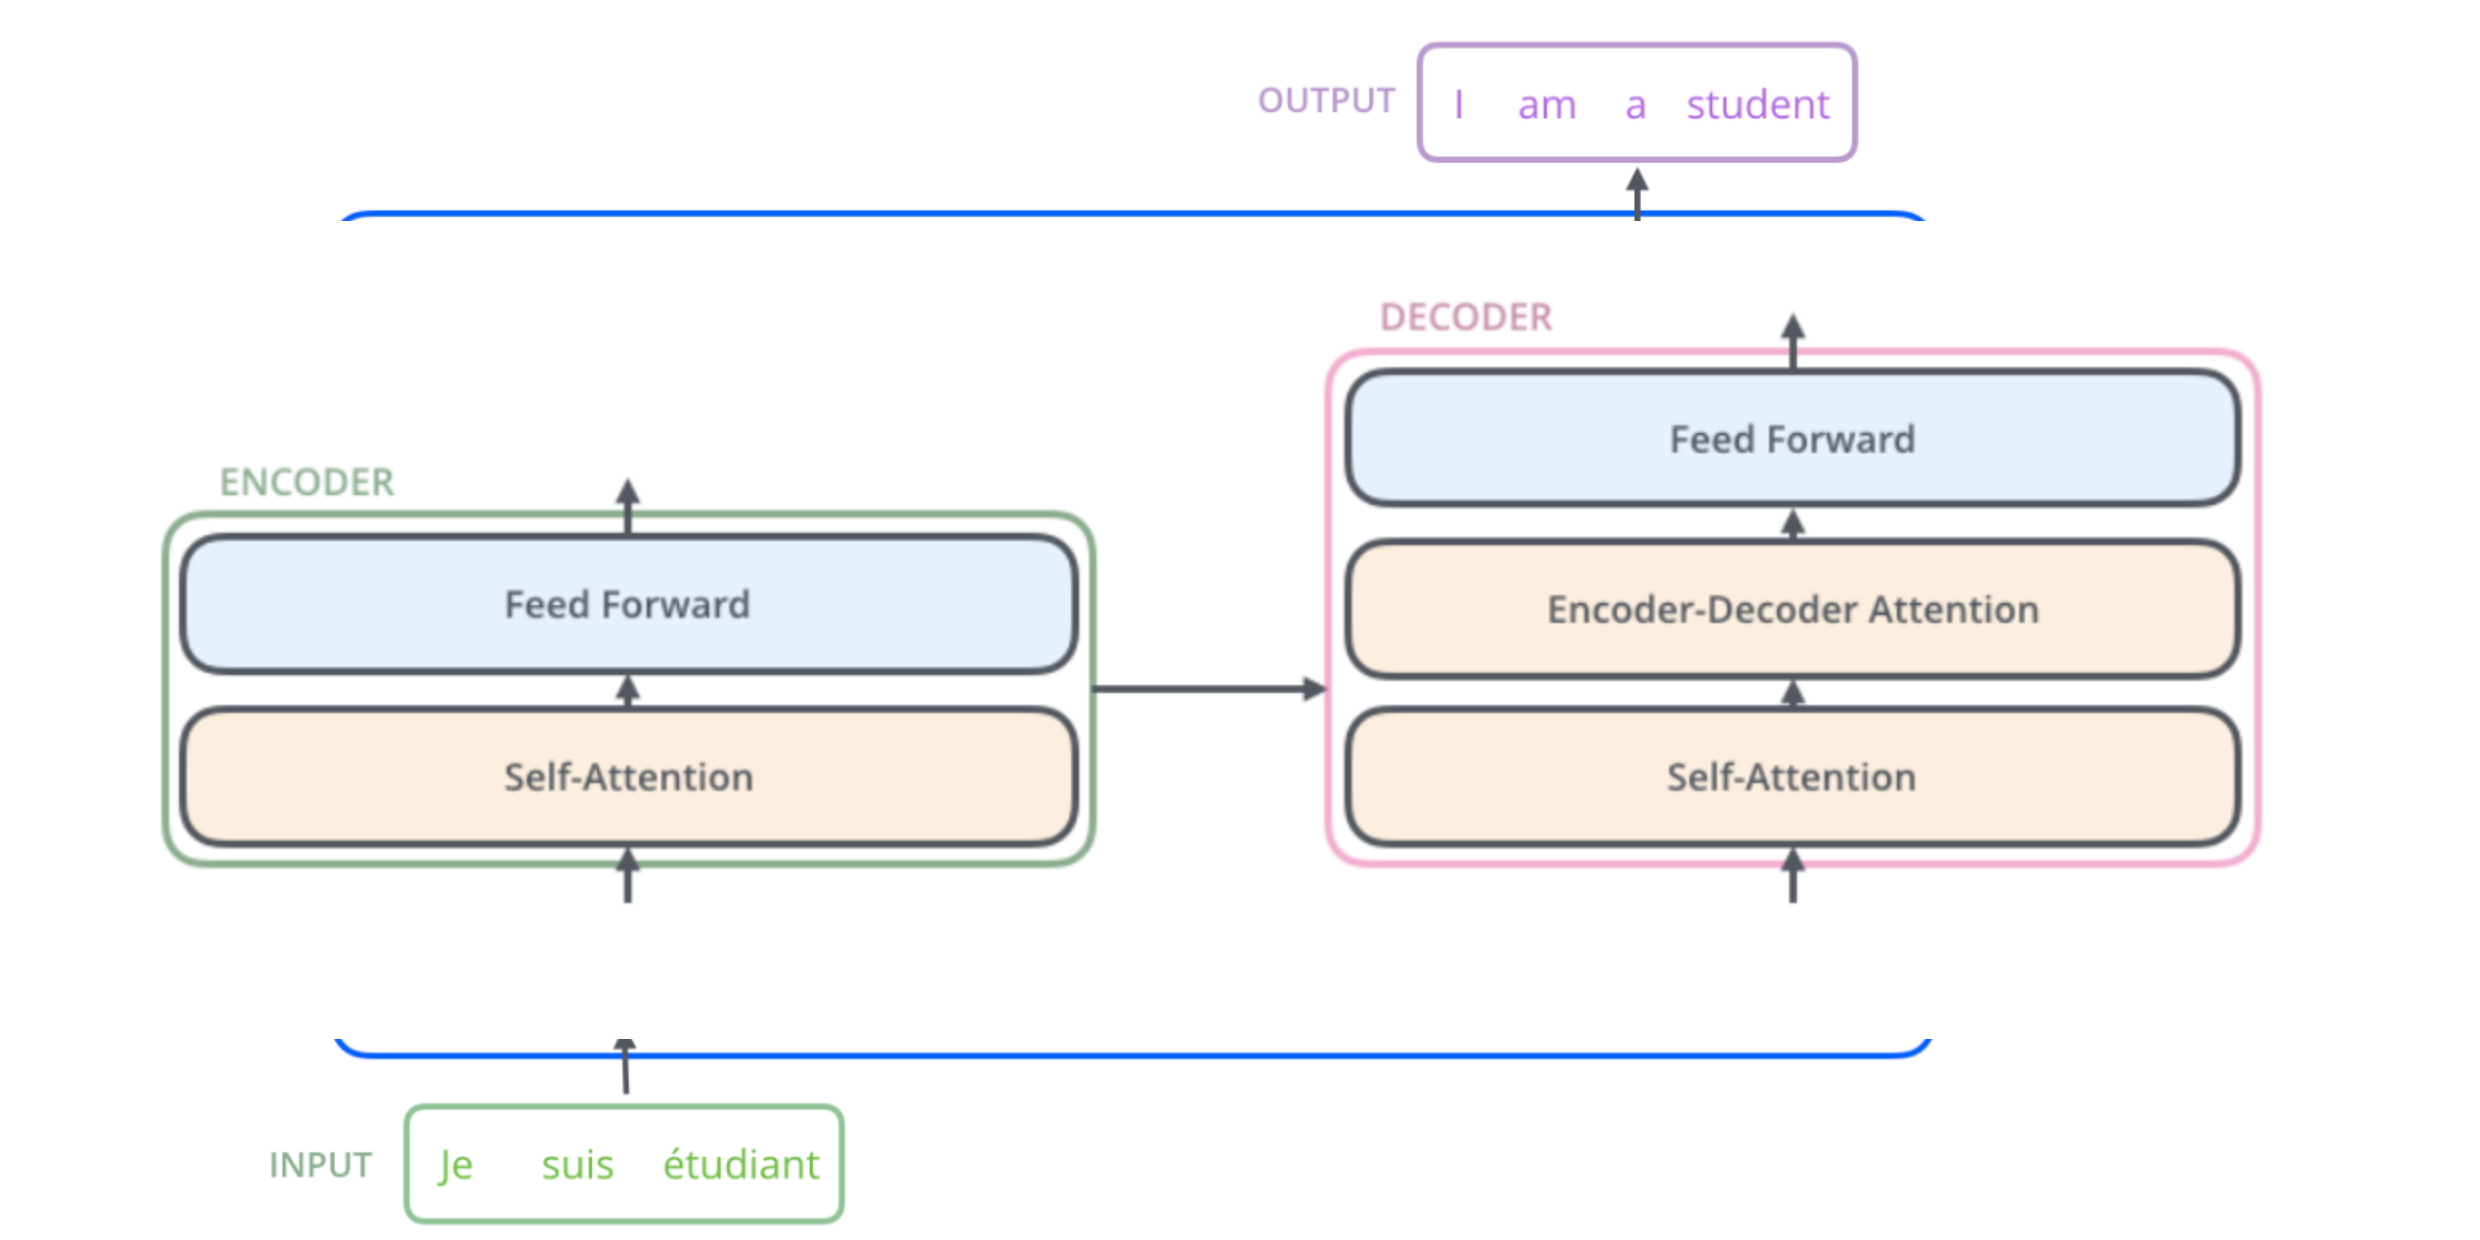 OUTPUT I am a student
DECODER
Feed Forward
Encoder-Decoder Attention
Self-Attention
ENCODER
Feed Forward
Self-Attention
INPUT Je suis étudiant